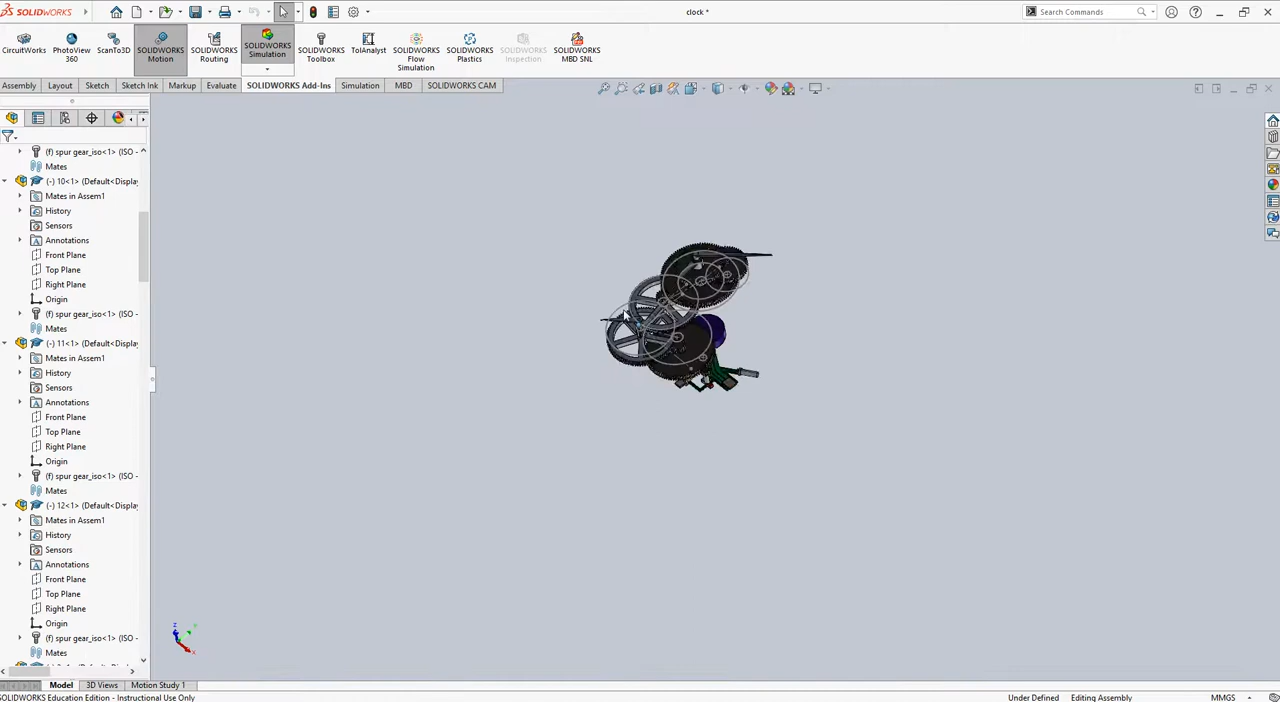 SOLIDWORKS
clock *
Search Commands
CircuitWorks
PhotoView 360
ScanTo3D
SOLIDWORKS Motion
SOLIDWORKS Routing
SOLIDWORKS Simulation
SOLIDWORKS Toolbox
TolAnalyst
SOLIDWORKS Flow Simulation
SOLIDWORKS Plastics
SOLIDWORKS Inspection
SOLIDWORKS MBD SNL
Assembly
Layout
Sketch
Sketch Ink
Markup
Evaluate
SOLIDWORKS Add-Ins
Simulation
MBD
SOLIDWORKS CAM
(f) spur gear_iso<1> (ISO -
Mates
(-) 10<1> (Default<Display
Mates in Assem1
History
Sensors
Annotations
Front Plane
Top Plane
Right Plane
Origin
(f) spur gear_iso<1> (ISO -
Mates
(-) 11<1> (Default<Display
Mates in Assem1
History
Sensors
Annotations
Front Plane
Top Plane
Right Plane
Origin
(f) spur gear_iso<1> (ISO -
Mates
(-) 12<1> (Default<Display
Mates in Assem1
History
Sensors
Annotations
Front Plane
Top Plane
Right Plane
Origin
(f) spur gear_iso<1> (ISO -
Mates
Z
X
Model
3D Views
Motion Study 1
SOLIDWORKS Education Edition - Instructional Use Only
Under Defined
Editing Assembly
MMGS